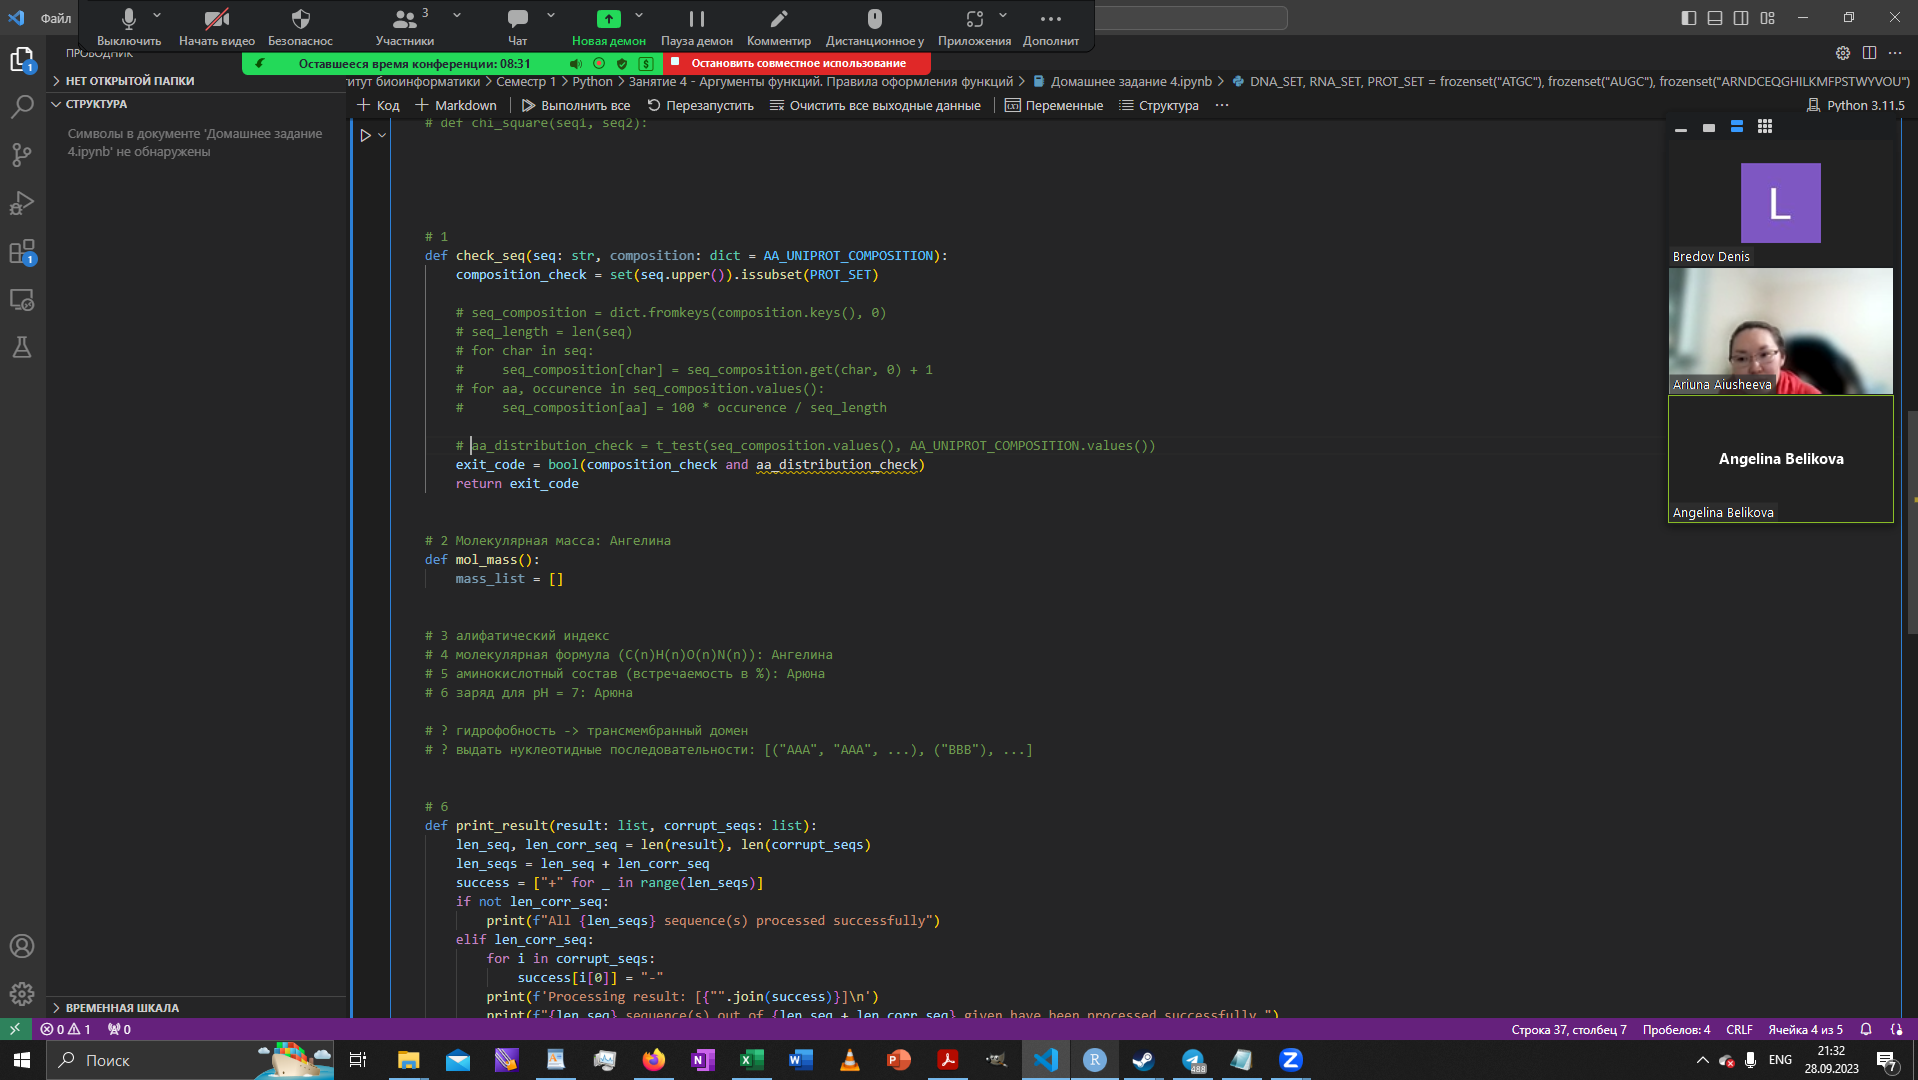 Файл
Выключить
Начать видео
Безопаснос
3
Участники
Чат
Новая демон
Пауза демон
Комментир
Дистанционное у
Приложения
Дополнит
ПРОВОДНИК
Оставшееся время конференции: 08:31
Остановить совместное использование
НЕТ ОТКРЫТОЙ ПАПКИ
СТРУКТУРА
Символы в документе 'Домашнее задание
4.ipynb' не обнаружены
ВРЕМЕННАЯ ШКАЛА
титут биоинформатики > Семестр 1 > Python > Занятие 4 - Аргументы функций. Правила оформления функций > Домашнее задание 4.ipynb > DNA_SET, RNA_SET, PROT_SET = frozenset("ATGC"), frozenset("AUGC"), frozenset("ARNDCEQGHILKMFPSTWYVOU")
+ Код + Markdown | Выполнить все Перезапустить Очистить все выходные данные | Переменные Структура ...
Python 3.11.5
# def chi_square(seq1, seq2):
# 1
def check_seq(seq: str, composition: dict = AA_UNIPROT_COMPOSITION):
composition_check = set(seq.upper()).issubset(PROT_SET)
# seq_composition = dict.fromkeys(composition.keys(), 0)
# seq_length = len(seq)
# for char in seq:
#     seq_composition[char] = seq_composition.get(char, 0) + 1
# for aa, occurence in seq_composition.values():
#     seq_composition[aa] = 100 * occurence / seq_length
# aa_distribution_check = t_test(seq_composition.values(), AA_UNIPROT_COMPOSITION.values())
exit_code = bool(composition_check and aa_distribution_check)
return exit_code
# 2 Молекулярная масса: Ангелина
def mol_mass():
mass_list = []
# 3 алифатический индекс
# 4 молекулярная формула (C(n)H(n)O(n)N(n)): Ангелина
# 5 аминокислотный состав (встречаемость в %): Арюна
# 6 заряд для pH = 7: Арюна
# ? гидрофобность -> трансмембранный домен
# ? выдать нуклеотидные последовательности: [("AAA", "AAA", ...), ("BBB"), ...]
# 6
def print_result(result: list, corrupt_seqs: list):
len_seq, len_corr_seq = len(result), len(corrupt_seqs)
len_seqs = len_seq + len_corr_seq
success = ["+" for _ in range(len_seqs)]
if not len_corr_seq:
print(f"All {len_seqs} sequence(s) processed successfully")
elif len_corr_seq:
for i in corrupt_seqs:
success[i[0]] = "-"
print(f'Processing result: [{"".join(success)}]\n')
print(f"{len_seq} sequence(s) out of {len_seq + len_corr_seq} given have been processed successfully.")
L
Bredov Denis
Ariuna Aiusheeva
Angelina Belikova
Angelina Belikova
1
1
0 1 0
Строка 37, столбец 7
Пробелов: 4
CRLF
Ячейка 4 из 5
Поиск
488
ENG
21:32
28.09.2023
7